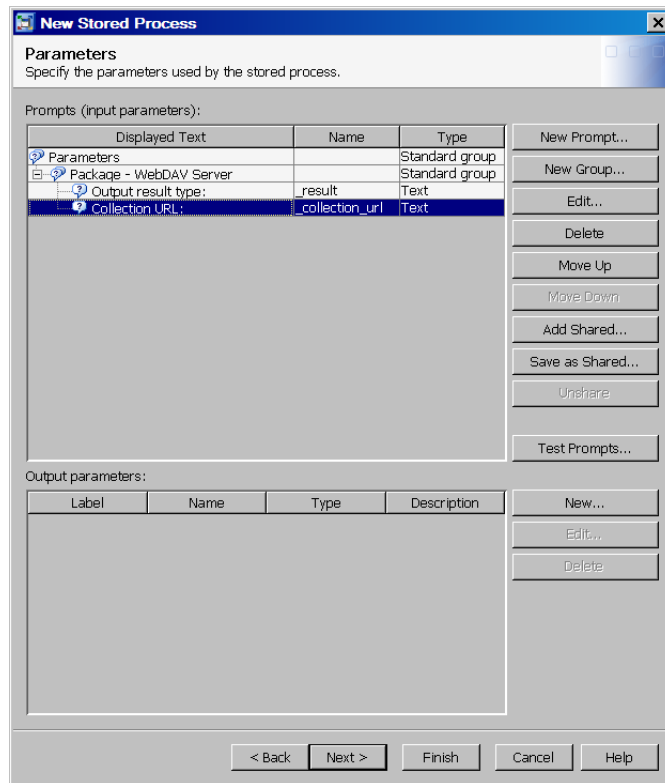 New Stored Process
Parameters
Specify the parameters used by the stored process.
Prompts (input parameters):
Displayed Text Name Type
Parameters Standard group
Package - WebDAV Server Standard group
Output result type: _result Text
Collection URL: _collection_url Text
New Prompt...
New Group...
Edit...
Delete
Move Up
Move Down
Add Shared...
Save as Shared...
Unshare
Test Prompts...
Output parameters:
Label Name Type Description
New...
Edit...
Delete
< Back Next > Finish Cancel Help